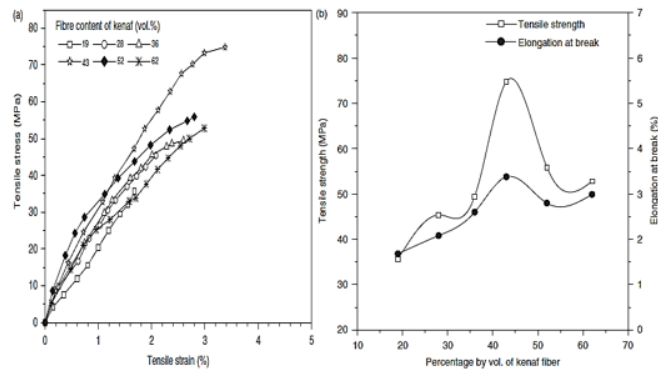 (a)
Fibre content of kenaf (vol.%)
19 28 36
43 52 62
Tensile stress (MPa)
85
80
75
70
65
60
55
50
45
40
35
30
25
20
15
10
5
0
0 1 2 3 4 5
Tensile strain (%)
(b)
Tensile strength
Elongation at break
Tensile strength (MPa)
90
80
70
60
50
40
30
20
Elongation at break (%)
7
6
5
4
3
2
1
0
10 20 30 40 50 60 70
Percentage by vol. of kenaf fiber